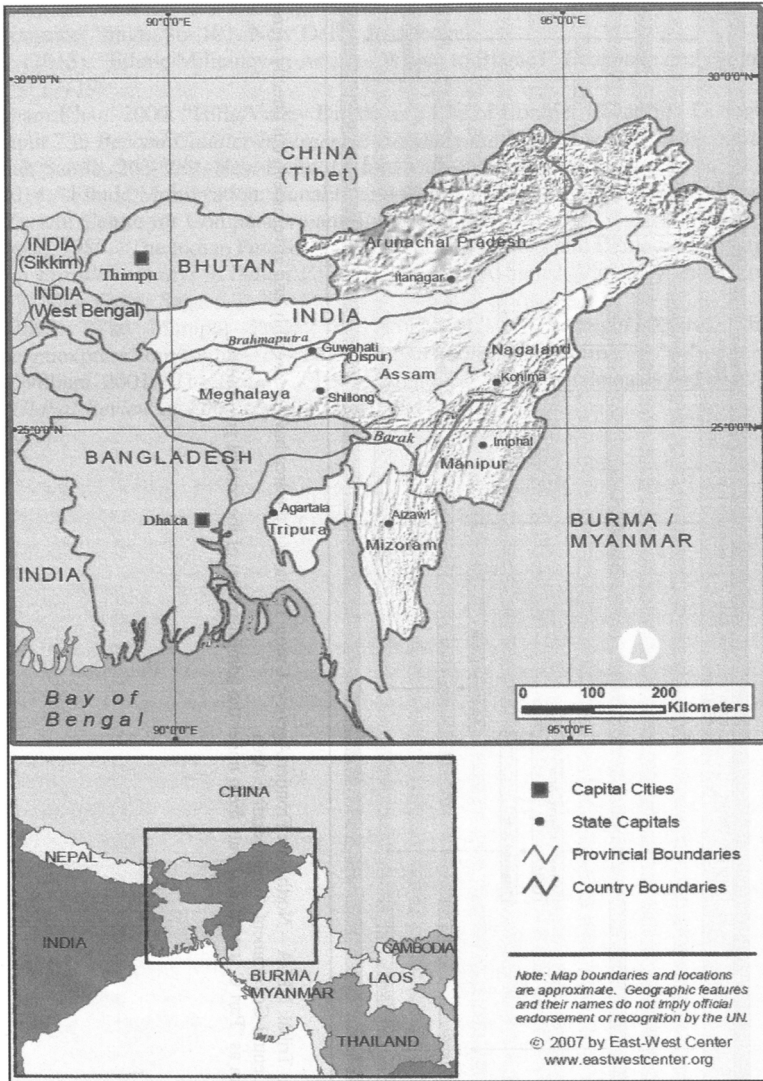 90°0'0"E
95°0'0"E
30°0'0"N
30°0'0"N
CHINA
(Tibet)
Arunachal Pradesh
INDIA
(Sikkim)
Thimpu
BHUTAN
Itanagar
INDIA
(West Bengal)
INDIA
Brahmaputra
Guwahati
(Dispur)
Nagaland
Assam
Kohima
Meghalaya
Shillong
25°0'0"N
25°0'0"N
Barak
Imphal
BANGLADESH
Manipur
Agartala
Aizawl
Dhaka
Tripura
Mizoram
BURMA /
MYANMAR
INDIA
Bay of
Bengal
0 100 200
Kilometers
90°0'0"E
95°0'0"E
CHINA
NEPAL
INDIA
BURMA /
MYANMAR
CAMBODIA
LAOS
THAILAND
Capital Cities
State Capitals
Provincial Boundaries
Country Boundaries
Note: Map boundaries and locations
are approximate. Geographic features
and their names do not imply official
endorsement or recognition by the UN.
© 2007 by East-West Center
www.eastwestcenter.org